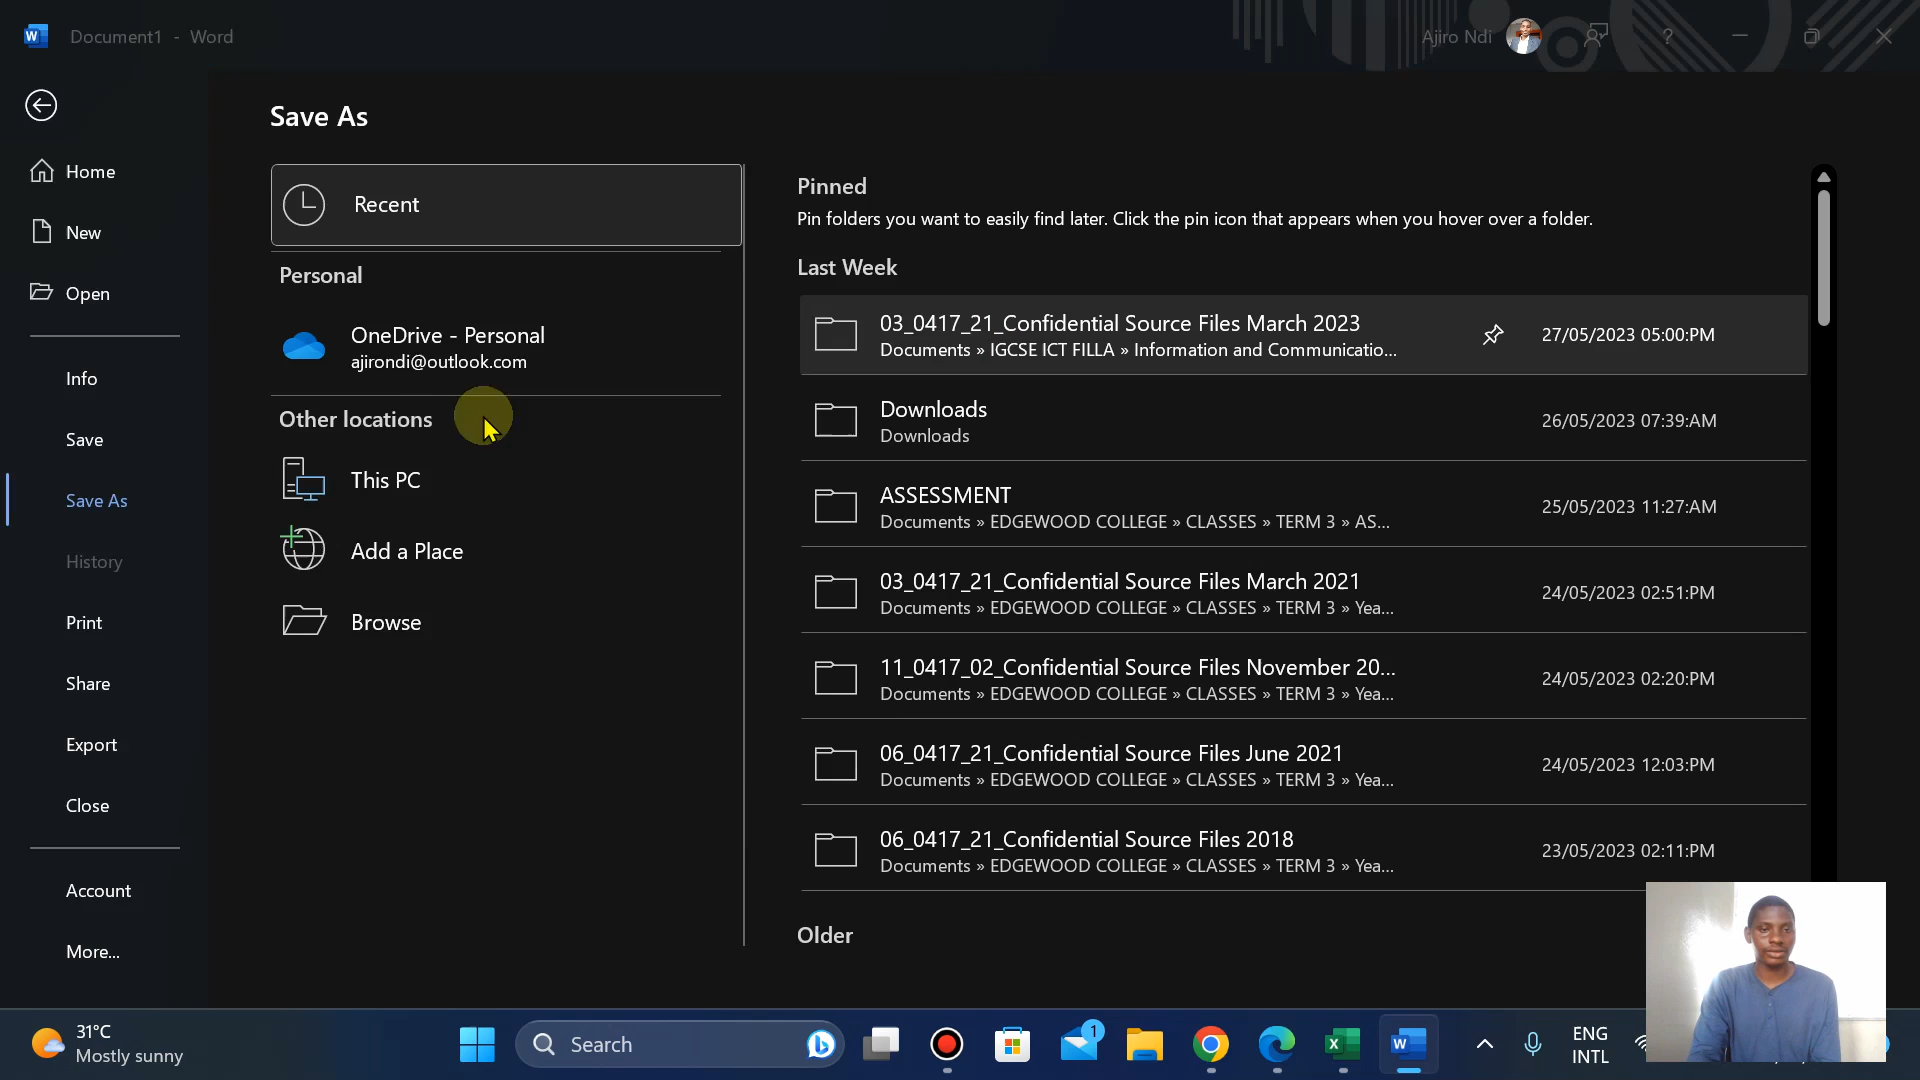 W
Document1 - Word
Ajiro Ndi
?
Save As
Home
New
Open
Info
Save
Save As
History
Print
Share
Export
Close
Account
More...
Recent
Personal
OneDrive - Personal
ajirondi@outlook.com
Other locations
This PC
Add a Place
Browse
Pinned
Pin folders you want to easily find later. Click the pin icon that appears when you hover over a folder.
Last Week
03_0417_21_Confidential Source Files March 2023
27/05/2023 05:00:PM
Documents » IGCSE ICT FILLA » Information and Communicatio...
Downloads
26/05/2023 07:39:AM
Downloads
ASSESSMENT
25/05/2023 11:27:AM
Documents » EDGEWOOD COLLEGE » CLASSES » TERM 3 » AS...
03_0417_21_Confidential Source Files March 2021
24/05/2023 02:51:PM
Documents » EDGEWOOD COLLEGE » CLASSES » TERM 3 » Yea...
11_0417_02_Confidential Source Files November 20...
24/05/2023 02:20:PM
Documents » EDGEWOOD COLLEGE » CLASSES » TERM 3 » Yea...
06_0417_21_Confidential Source Files June 2021
24/05/2023 12:03:PM
Documents » EDGEWOOD COLLEGE » CLASSES » TERM 3 » Yea...
06_0417_21_Confidential Source Files 2018
23/05/2023 02:11:PM
Documents » EDGEWOOD COLLEGE » CLASSES » TERM 3 » Yea...
Older
31°C
Mostly sunny
Search
1
X
W
ENG
INTL